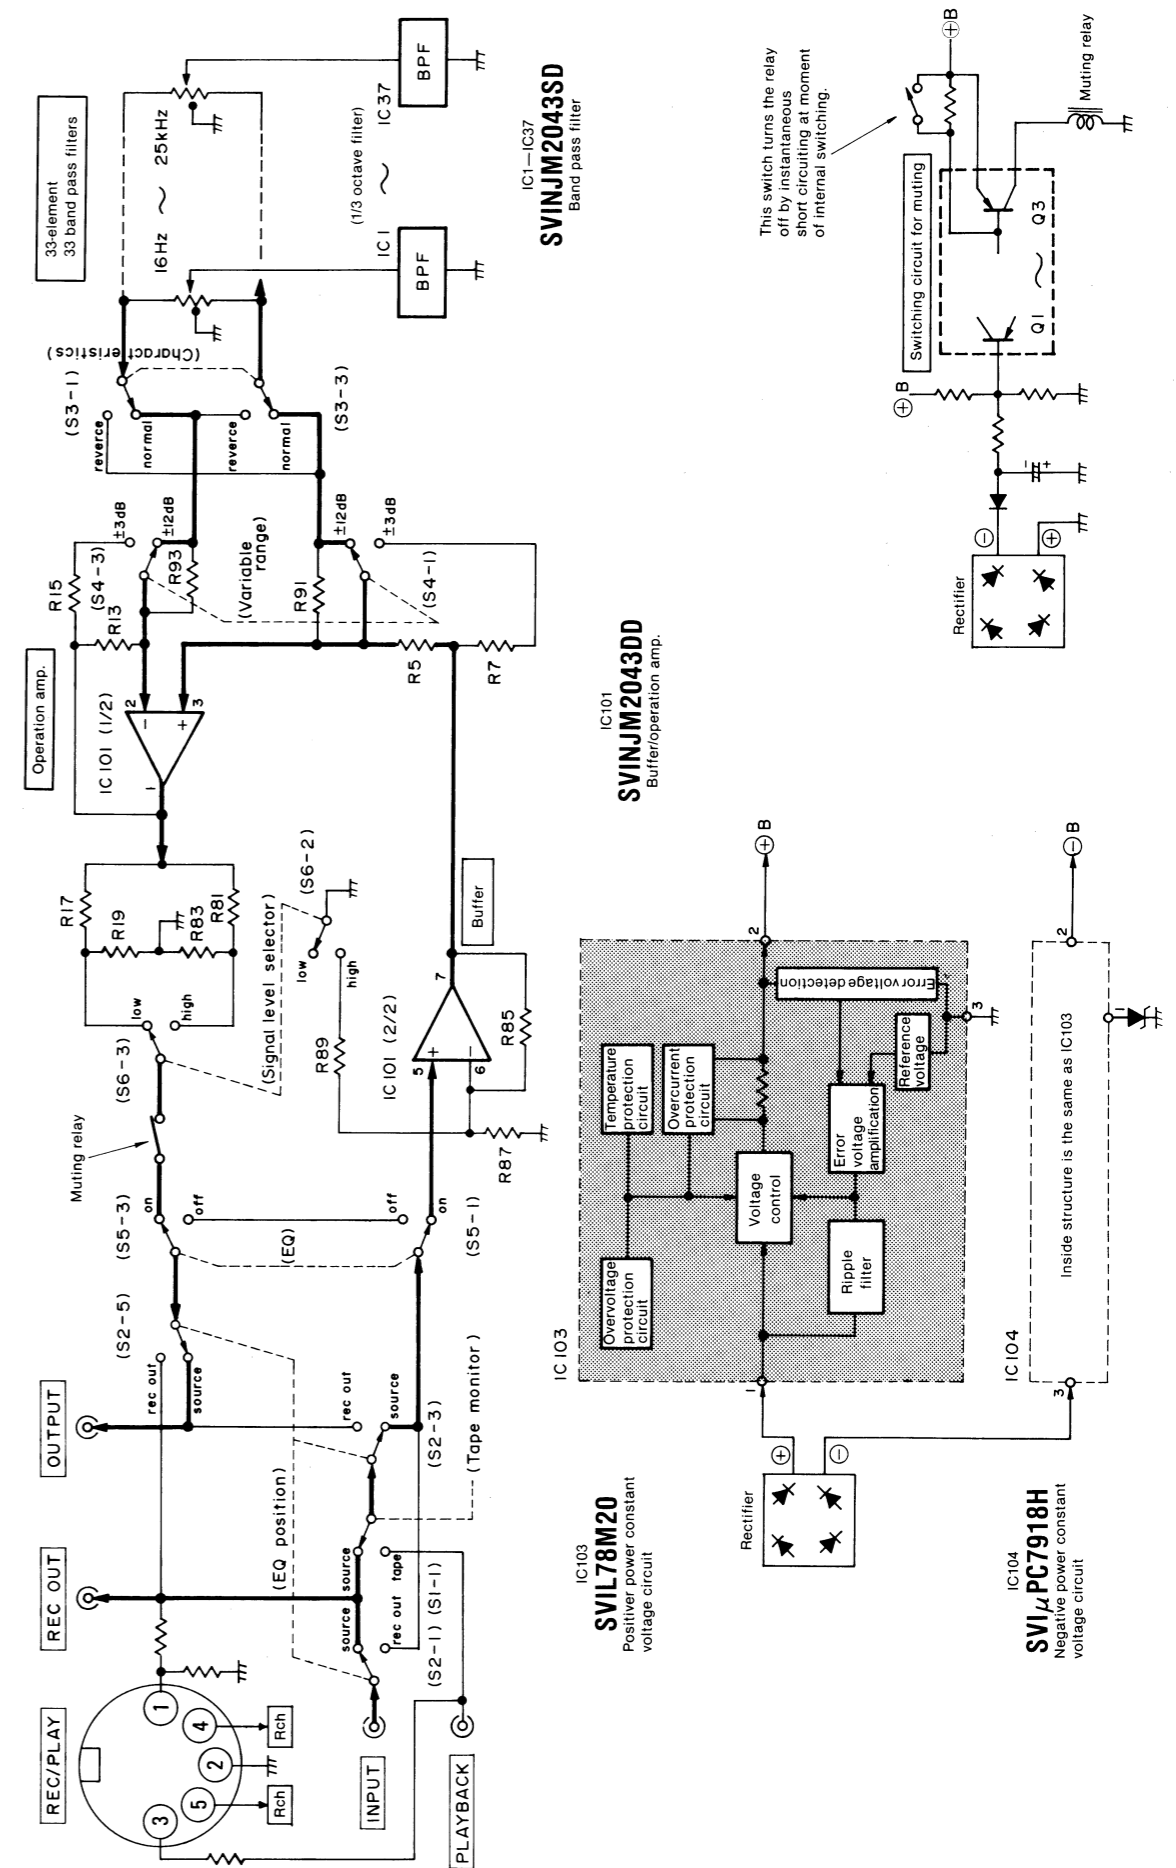 REC/PLAY
REC OUT
OUTPUT
1
2
3
4
5
Rch
Rch
INPUT
PLAYBACK
(EQ position)
source
rec out
(S2-1)
source
tape
(S1-1)
(Tape monitor)
rec out
source
(S2-3)
rec out
source
(S2-5)
(S5-3)
on
off
(EQ)
off
on
(S5-1)
Muting relay
(S6-3)
low
high
(Signal level selector)
low
high
(S6-2)
R17
R19
R83
R81
R89
R87
R85
IC101 (2/2)
5
6
7
+
−
Buffer
Operation amp.
IC101 (1/2)
1
2
3
−
+
R13
R15
(S4-3)
±3dB
±12dB
R93
(Variable
range)
R91
±12dB
±3dB
(S4-1)
R5
R7
(S3-1)
reverce
normal
reverce
normal
(S3-3)
(Characteristics)
33-element
33 band pass filters
16Hz ~ 25kHz
(1/3 octave filter)
IC1 ~ IC37
BPF
BPF
IC1—IC37
SVINJM2043SD
Band pass filter
IC101
SVINJM2043DD
Buffer/operation amp.
IC103
SVIL78M20
Positiver power constant
voltage circuit
IC104
SVIμPC7918H
Negative power constant
voltage circuit
Rectifier
+
−
IC103
1
2
3
Overvoltage
protection
circuit
Temperature
protection
circuit
Overcurrent
protection
circuit
Voltage
control
Ripple
filter
Error
voltage
amplification
Reference
voltage
Error voltage detection
⊕B
IC104
3
2
1
Inside structure is the same as IC103
⊖B
Rectifier
⊖
⊕
−
+
⊕B
Switching circuit for muting
Q1 ~ Q3
This switch turns the relay
off by instantaneous
short circuiting at moment
of internal switching.
⊕B
Muting relay